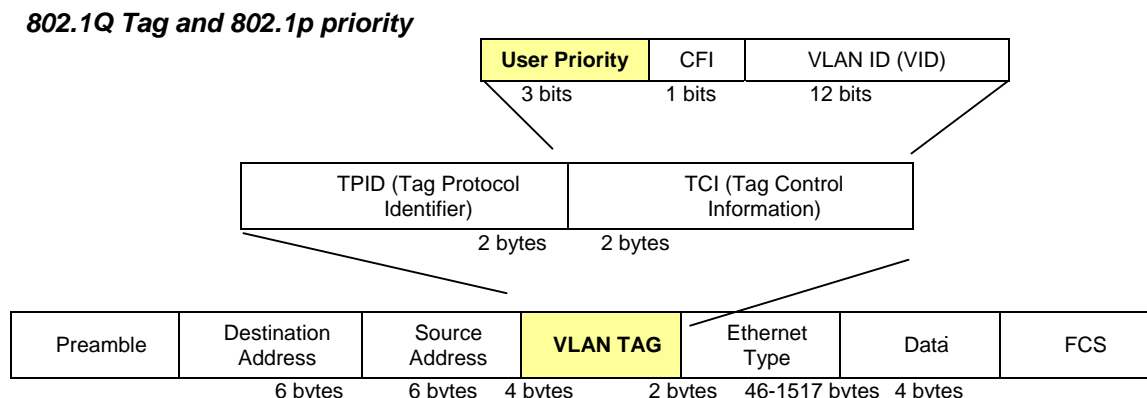 802.1Q Tag and 802.1p priority
User Priority CFI VLAN ID (VID)
3 bits 1 bits 12 bits
TPID (Tag Protocol Identifier) TCI (Tag Control Information)
2 bytes 2 bytes
Preamble Destination Address Source Address VLAN TAG Ethernet Type Data FCS
6 bytes 6 bytes 4 bytes 2 bytes 46-1517 bytes 4 bytes